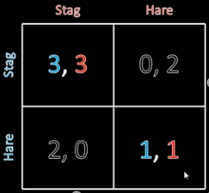 Stag Hare
Stag 3, 3 0, 2
Hare 2, 0 1, 1